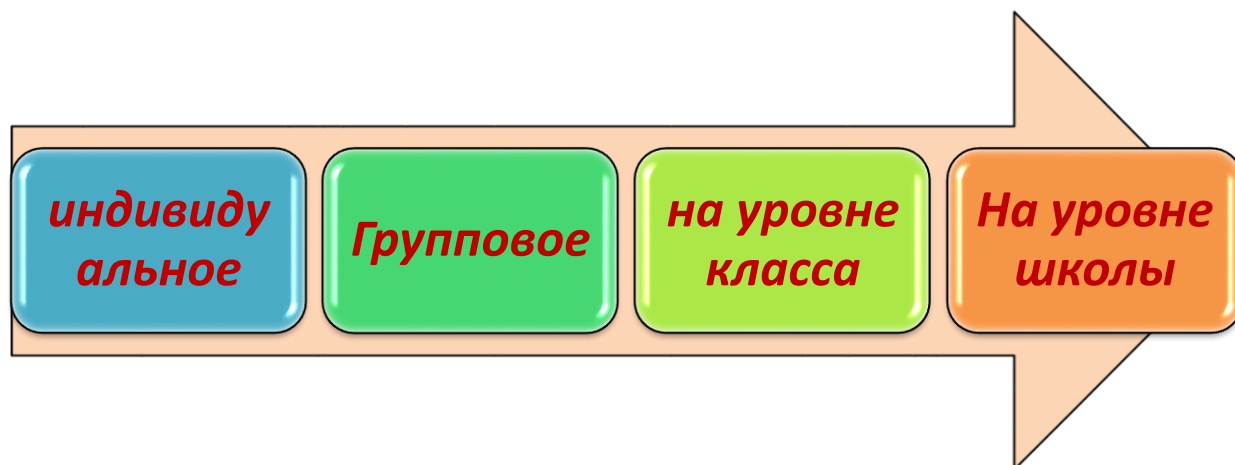 индивиду
альное
Групповое
на уровне
класса
На уровне
школы